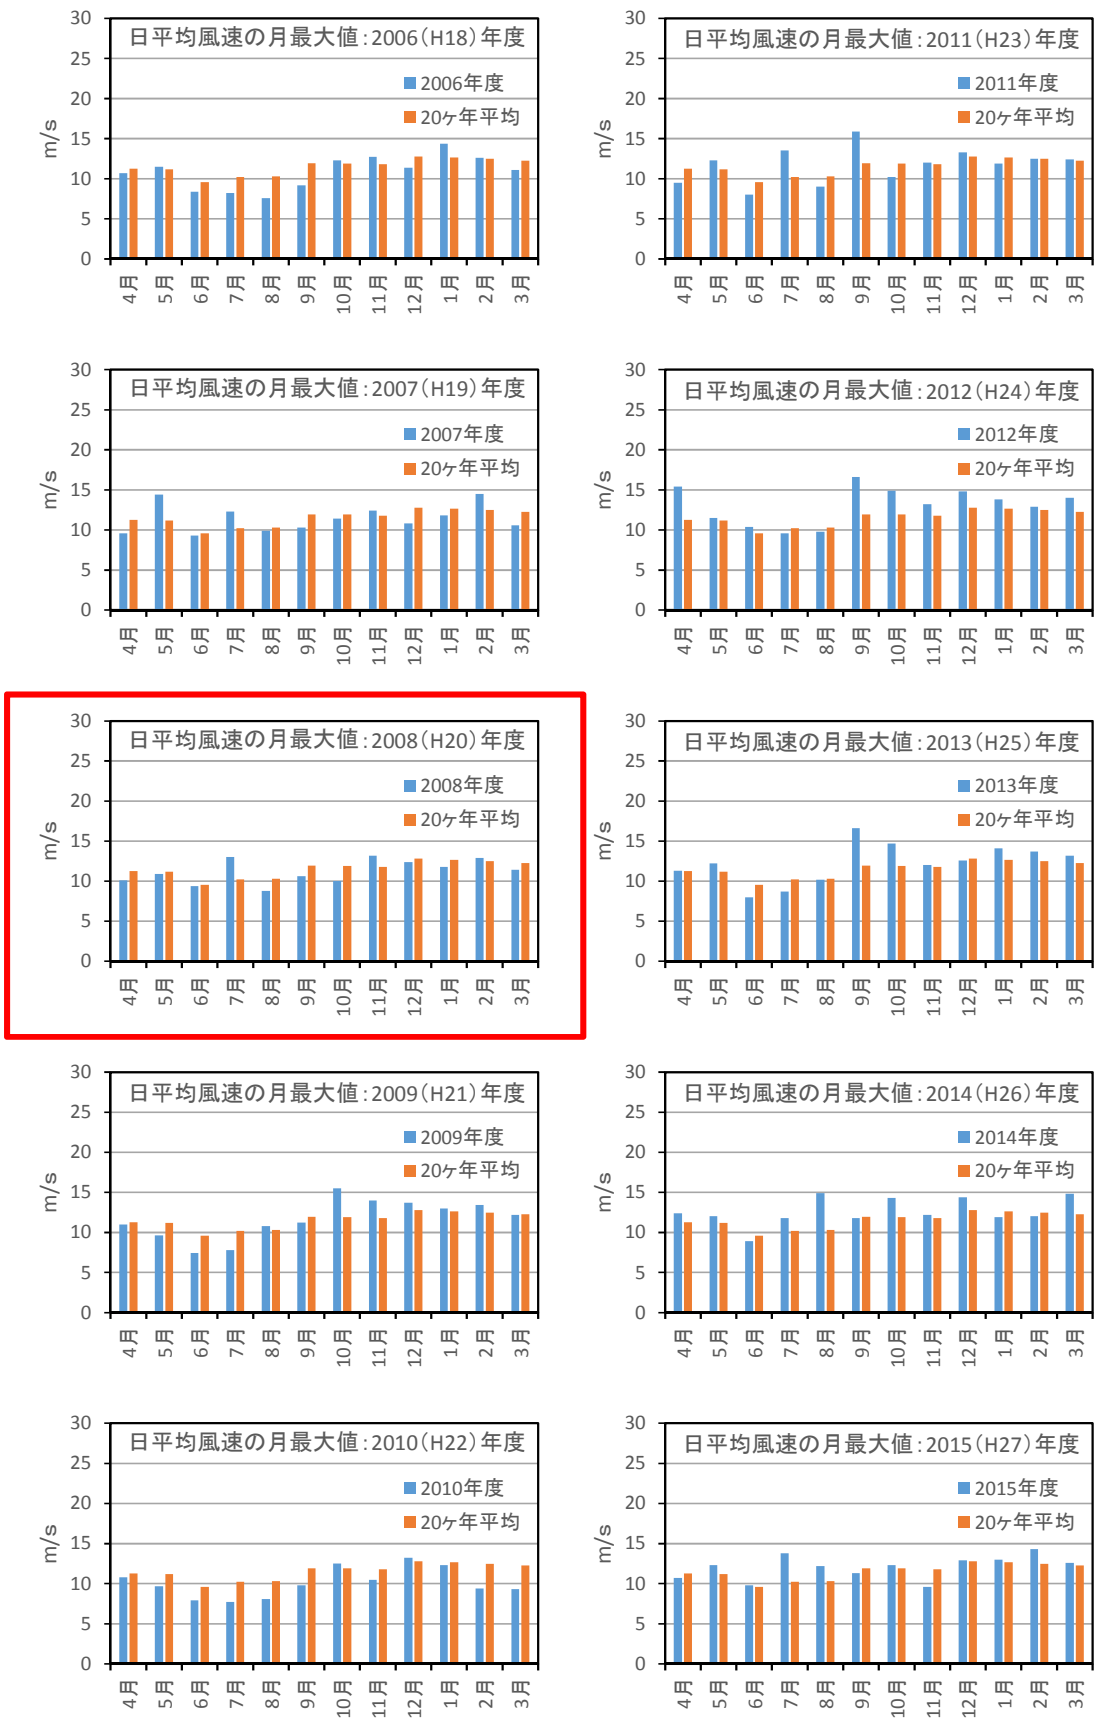 日平均風速の月最大値：2006（H18）年度
30
25
20
15
10
5
0
m/s
2006年度
20ヶ年平均
4月 5月 6月 7月 8月 9月 10月 11月 12月 1月 2月 3月
日平均風速の月最大値：2011（H23）年度
30
25
20
15
10
5
0
m/s
2011年度
20ヶ年平均
4月 5月 6月 7月 8月 9月 10月 11月 12月 1月 2月 3月
日平均風速の月最大値：2007（H19）年度
30
25
20
15
10
5
0
m/s
2007年度
20ヶ年平均
4月 5月 6月 7月 8月 9月 10月 11月 12月 1月 2月 3月
日平均風速の月最大値：2012（H24）年度
30
25
20
15
10
5
0
m/s
2012年度
20ヶ年平均
4月 5月 6月 7月 8月 9月 10月 11月 12月 1月 2月 3月
日平均風速の月最大値：2008（H20）年度
30
25
20
15
10
5
0
m/s
2008年度
20ヶ年平均
4月 5月 6月 7月 8月 9月 10月 11月 12月 1月 2月 3月
日平均風速の月最大値：2013（H25）年度
30
25
20
15
10
5
0
m/s
2013年度
20ヶ年平均
4月 5月 6月 7月 8月 9月 10月 11月 12月 1月 2月 3月
日平均風速の月最大値：2009（H21）年度
30
25
20
15
10
5
0
m/s
2009年度
20ヶ年平均
4月 5月 6月 7月 8月 9月 10月 11月 12月 1月 2月 3月
日平均風速の月最大値：2014（H26）年度
30
25
20
15
10
5
0
m/s
2014年度
20ヶ年平均
4月 5月 6月 7月 8月 9月 10月 11月 12月 1月 2月 3月
日平均風速の月最大値：2010（H22）年度
30
25
20
15
10
5
0
m/s
2010年度
20ヶ年平均
4月 5月 6月 7月 8月 9月 10月 11月 12月 1月 2月 3月
日平均風速の月最大値：2015（H27）年度
30
25
20
15
10
5
0
m/s
2015年度
20ヶ年平均
4月 5月 6月 7月 8月 9月 10月 11月 12月 1月 2月 3月